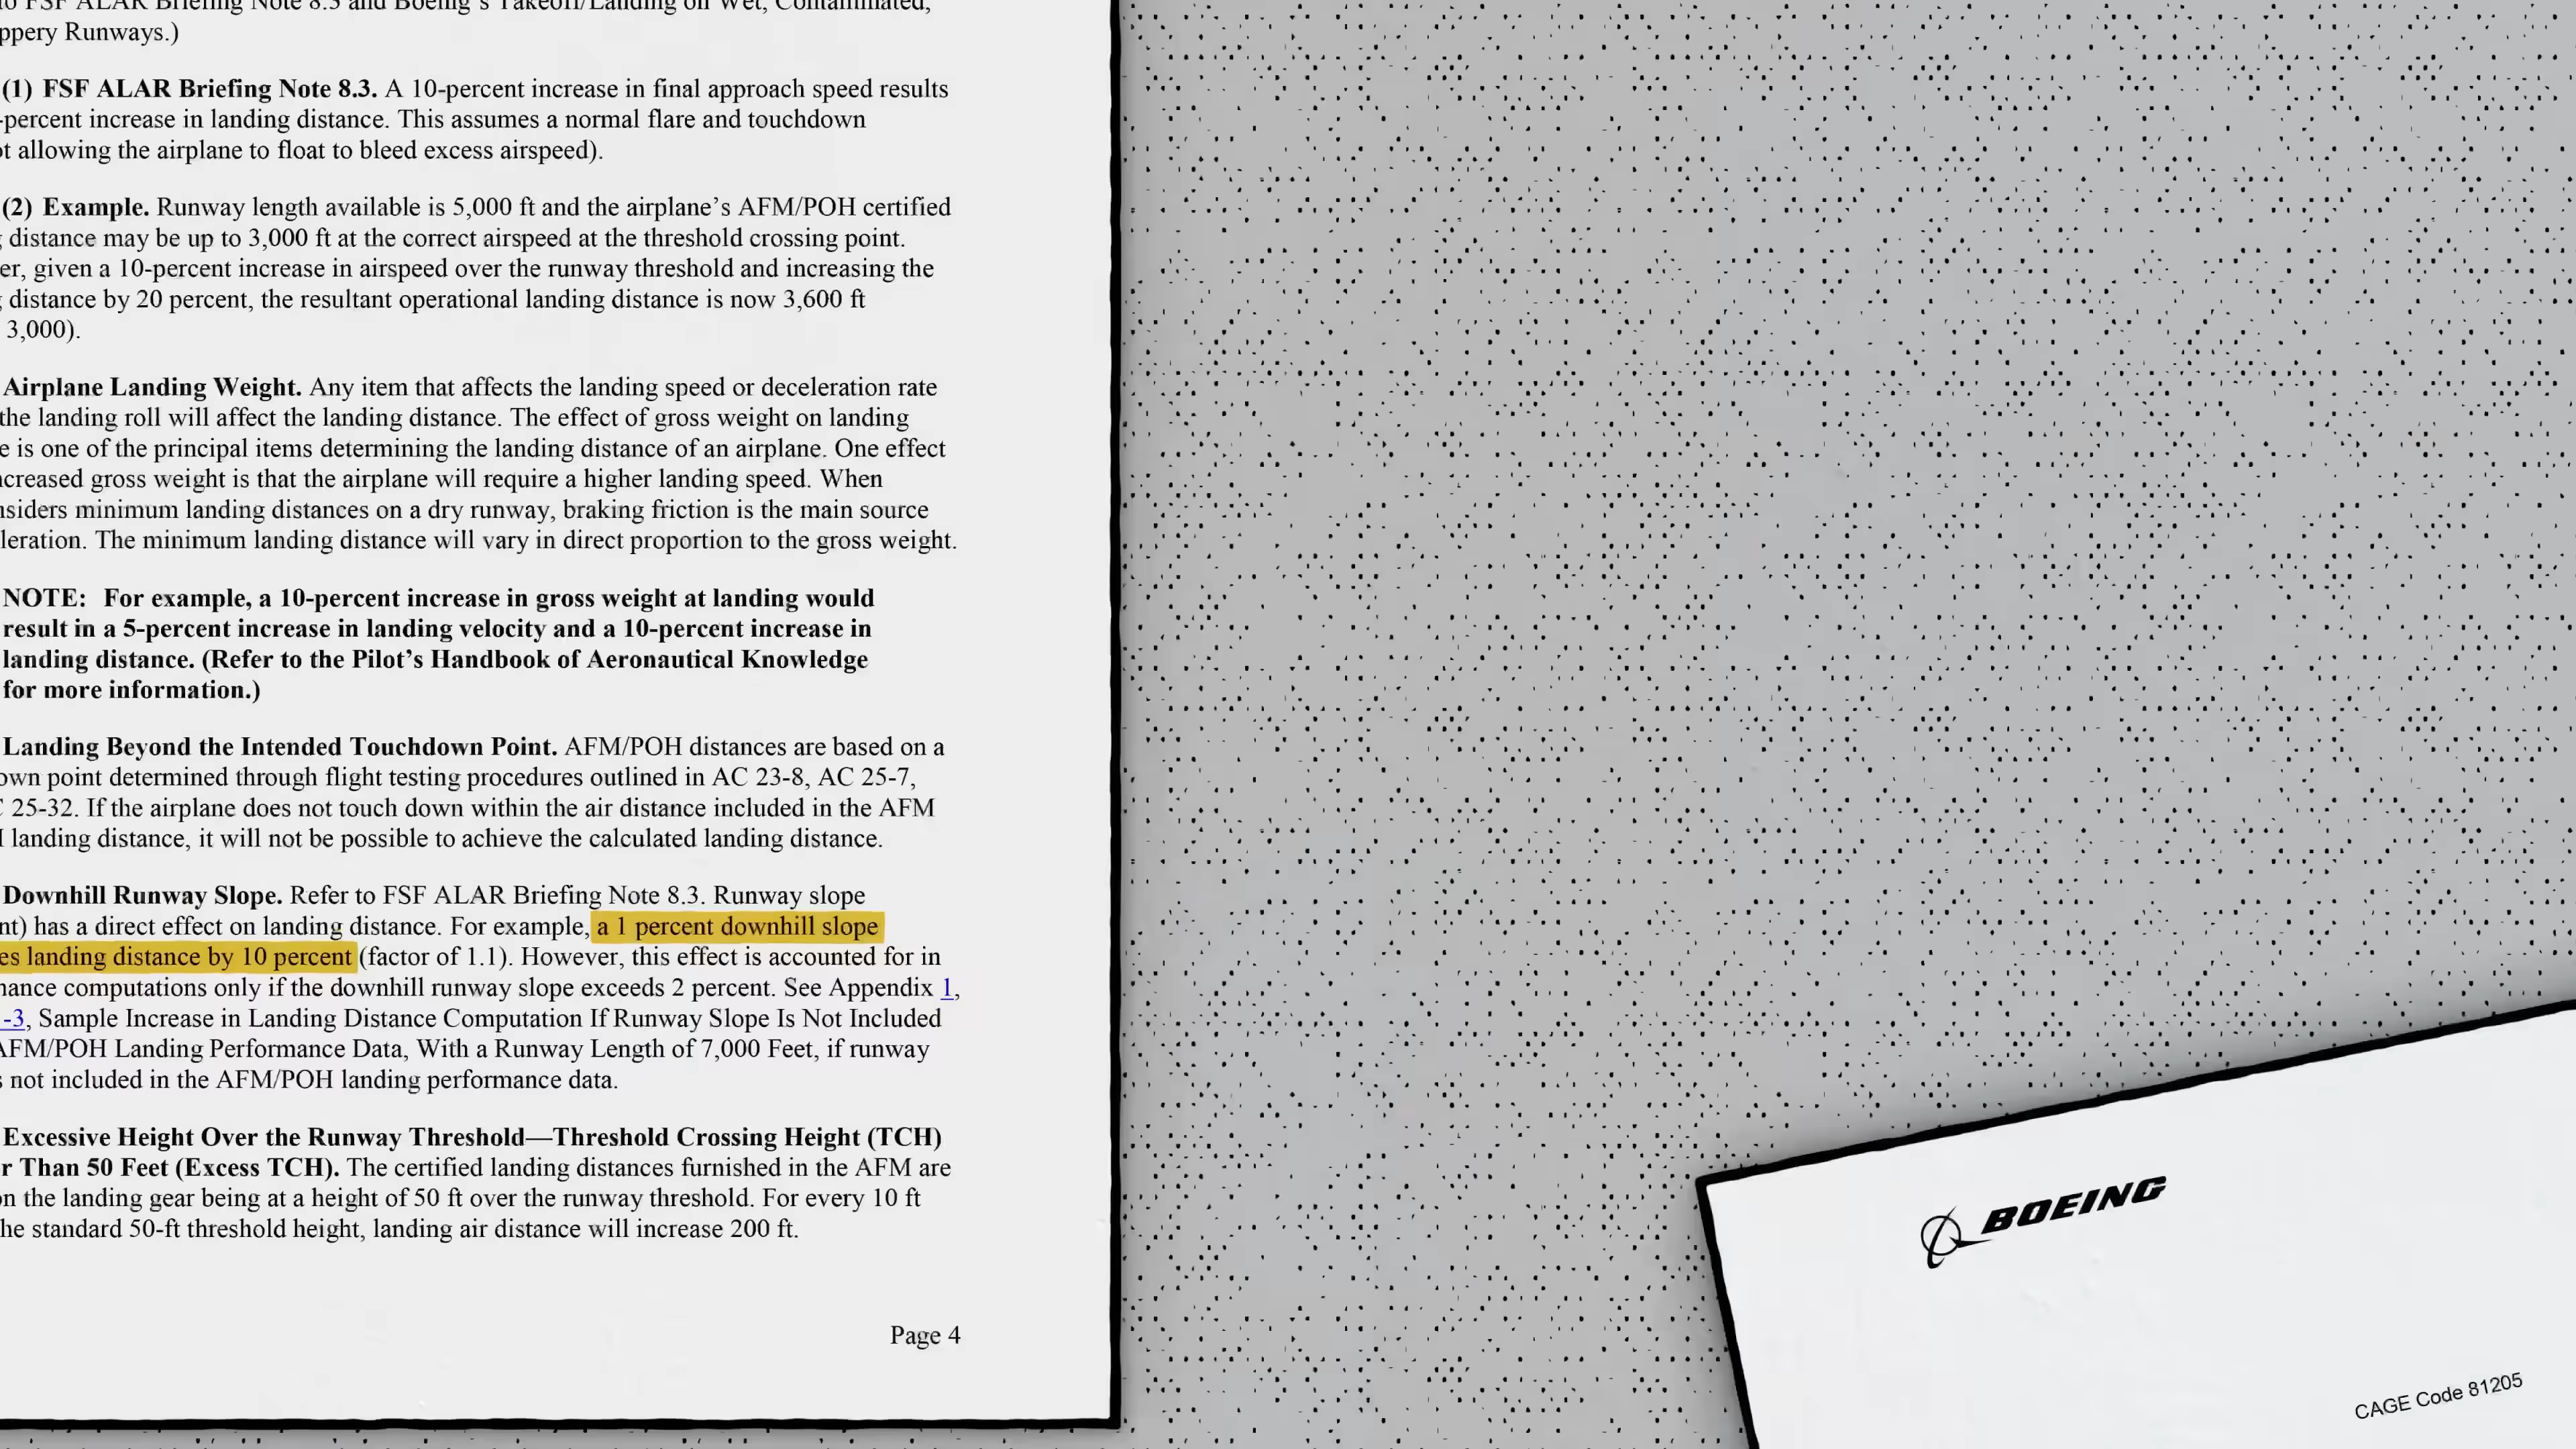 to FSF ALAR Briefing Note 8.3 and Boeing's Takeoff/Landing on Wet, Contaminated,
ppery Runways.)
(1) FSF ALAR Briefing Note 8.3. A 10-percent increase in final approach speed results
-percent increase in landing distance. This assumes a normal flare and touchdown
ot allowing the airplane to float to bleed excess airspeed).
(2) Example. Runway length available is 5,000 ft and the airplane's AFM/POH certified
g distance may be up to 3,000 ft at the correct airspeed at the threshold crossing point.
er, given a 10-percent increase in airspeed over the runway threshold and increasing the
g distance by 20 percent, the resultant operational landing distance is now 3,600 ft
3,000).
Airplane Landing Weight. Any item that affects the landing speed or deceleration rate
the landing roll will affect the landing distance. The effect of gross weight on landing
e is one of the principal items determining the landing distance of an airplane. One effect
ncreased gross weight is that the airplane will require a higher landing speed. When
nsiders minimum landing distances on a dry runway, braking friction is the main source
leration. The minimum landing distance will vary in direct proportion to the gross weight.
NOTE: For example, a 10-percent increase in gross weight at landing would
result in a 5-percent increase in landing velocity and a 10-percent increase in
landing distance. (Refer to the Pilot's Handbook of Aeronautical Knowledge
for more information.)
Landing Beyond the Intended Touchdown Point. AFM/POH distances are based on a
own point determined through flight testing procedures outlined in AC 23-8, AC 25-7,
C 25-32. If the airplane does not touch down within the air distance included in the AFM
landing distance, it will not be possible to achieve the calculated landing distance.
Downhill Runway Slope. Refer to FSF ALAR Briefing Note 8.3. Runway slope
nt) has a direct effect on landing distance. For example, a 1 percent downhill slope
es landing distance by 10 percent (factor of 1.1). However, this effect is accounted for in
nance computations only if the downhill runway slope exceeds 2 percent. See Appendix 1,
-3, Sample Increase in Landing Distance Computation If Runway Slope Is Not Included
AFM/POH Landing Performance Data, With a Runway Length of 7,000 Feet, if runway
s not included in the AFM/POH landing performance data.
Excessive Height Over the Runway Threshold—Threshold Crossing Height (TCH)
r Than 50 Feet (Excess TCH). The certified landing distances furnished in the AFM are
on the landing gear being at a height of 50 ft over the runway threshold. For every 10 ft
he standard 50-ft threshold height, landing air distance will increase 200 ft.
Page 4
BOEING
CAGE Code 81205